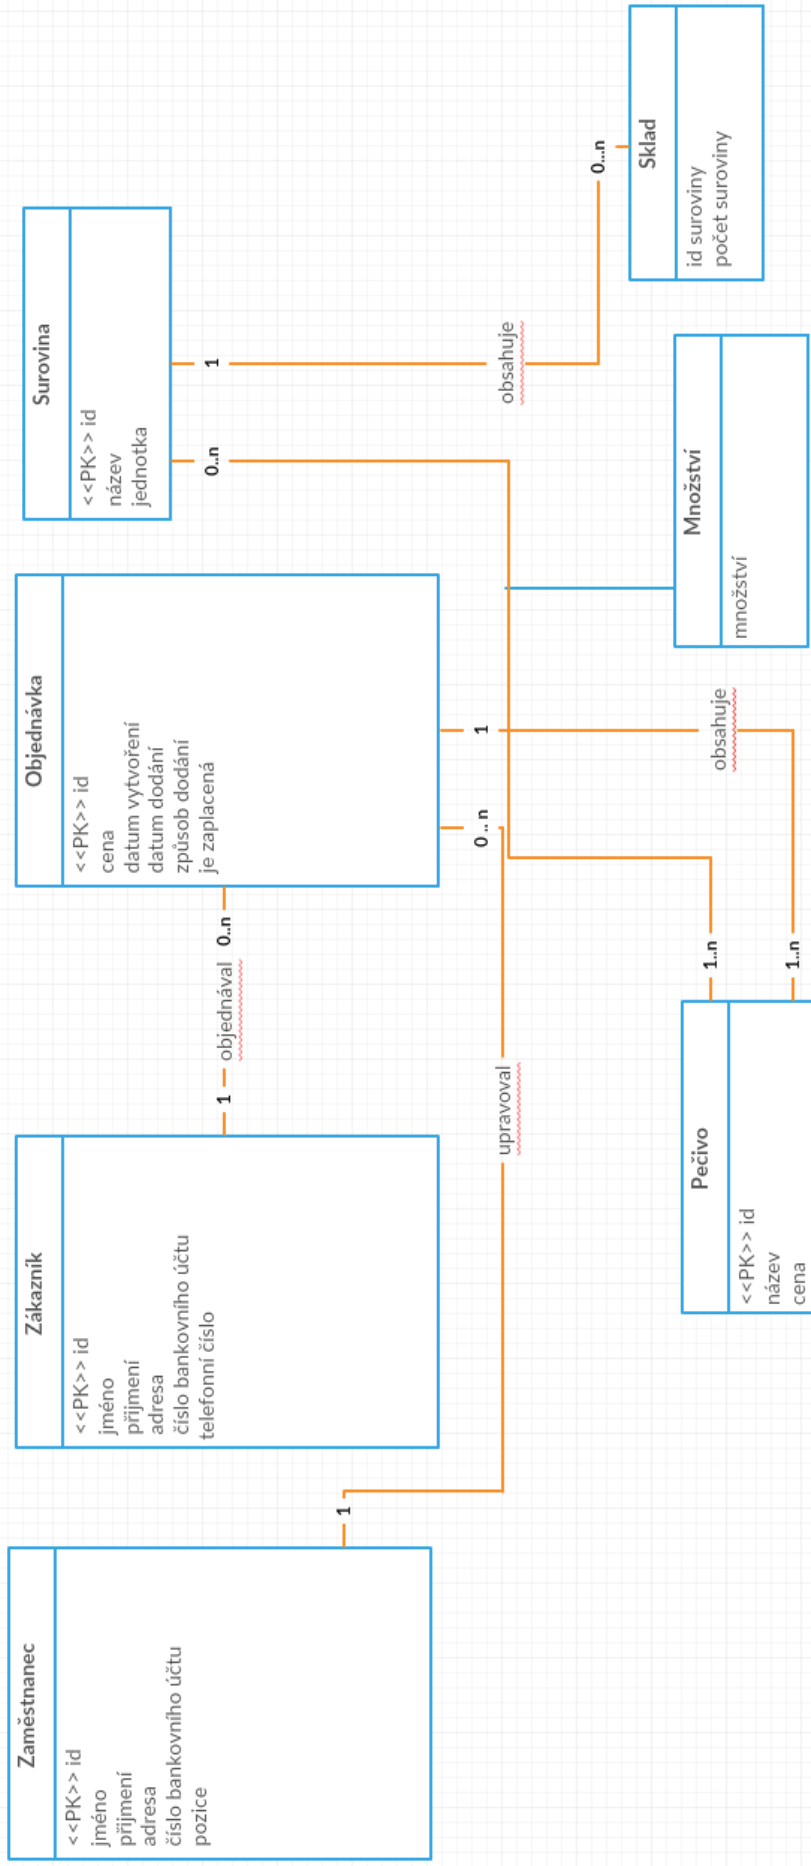 Zaměstnanec
<<PK>> id
jméno
přijmení
adresa
číslo bankovního účtu
pozice
1
Zákazník
<<PK>> id
jméno
přijmení
adresa
číslo bankovního účtu
telefonní číslo
1
objednával
0..n
Objednávka
<<PK>> id
cena
datum vytvoření
datum dodání
způsob dodání
je zaplacená
0..n
1
upravoval
Surovina
<<PK>> id
název
jednotka
0..n
1
obsahuje
0...n
Sklad
id suroviny
počet suroviny
Množství
množství
obsahuje
1..n
1..n
Pečivo
<<PK>> id
název
cena